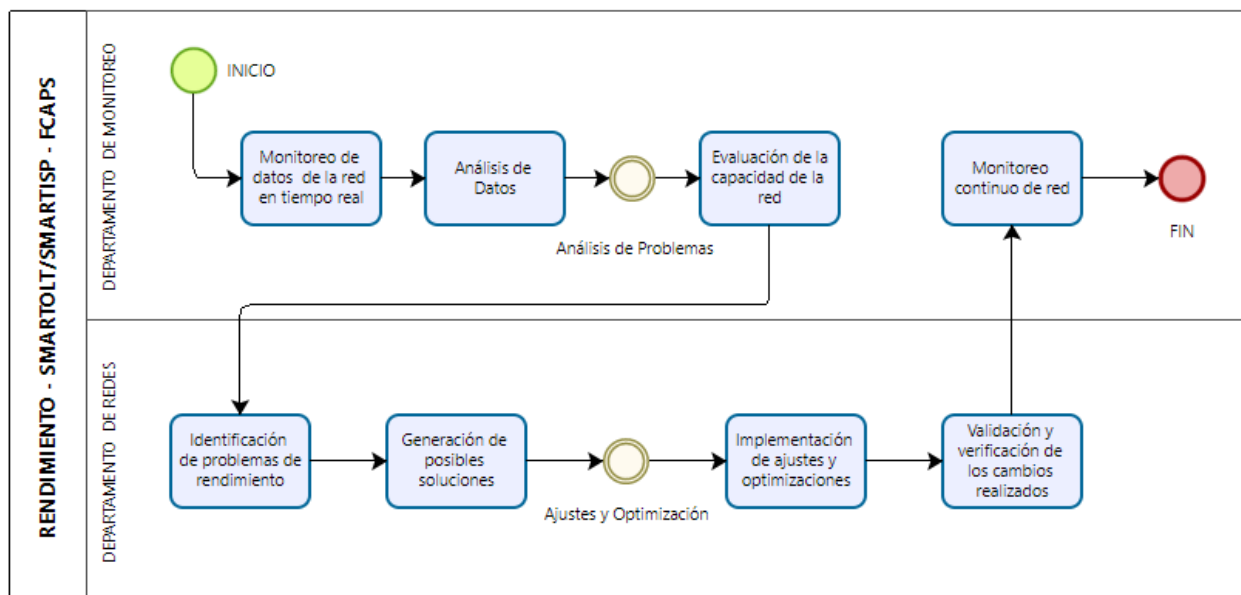 RENDIMIENTO - SMARTOLT/SMARTISP - FCAPS
DEPARTAMENTO DE MONITOREO
INICIO
Monitoreo de
datos de la red
en tiempo real
Análisis de
Datos
Análisis de Problemas
Evaluación de la
capacidad de la
red
Monitoreo
continuo de red
FIN
DEPARTAMENTO DE REDES
Identificación
de problemas de
rendimiento
Generación de
posibles
soluciones
Ajustes y Optimización
Implementación
de ajustes y
optimizaciones
Validación y
verificación de
los cambios
realizados